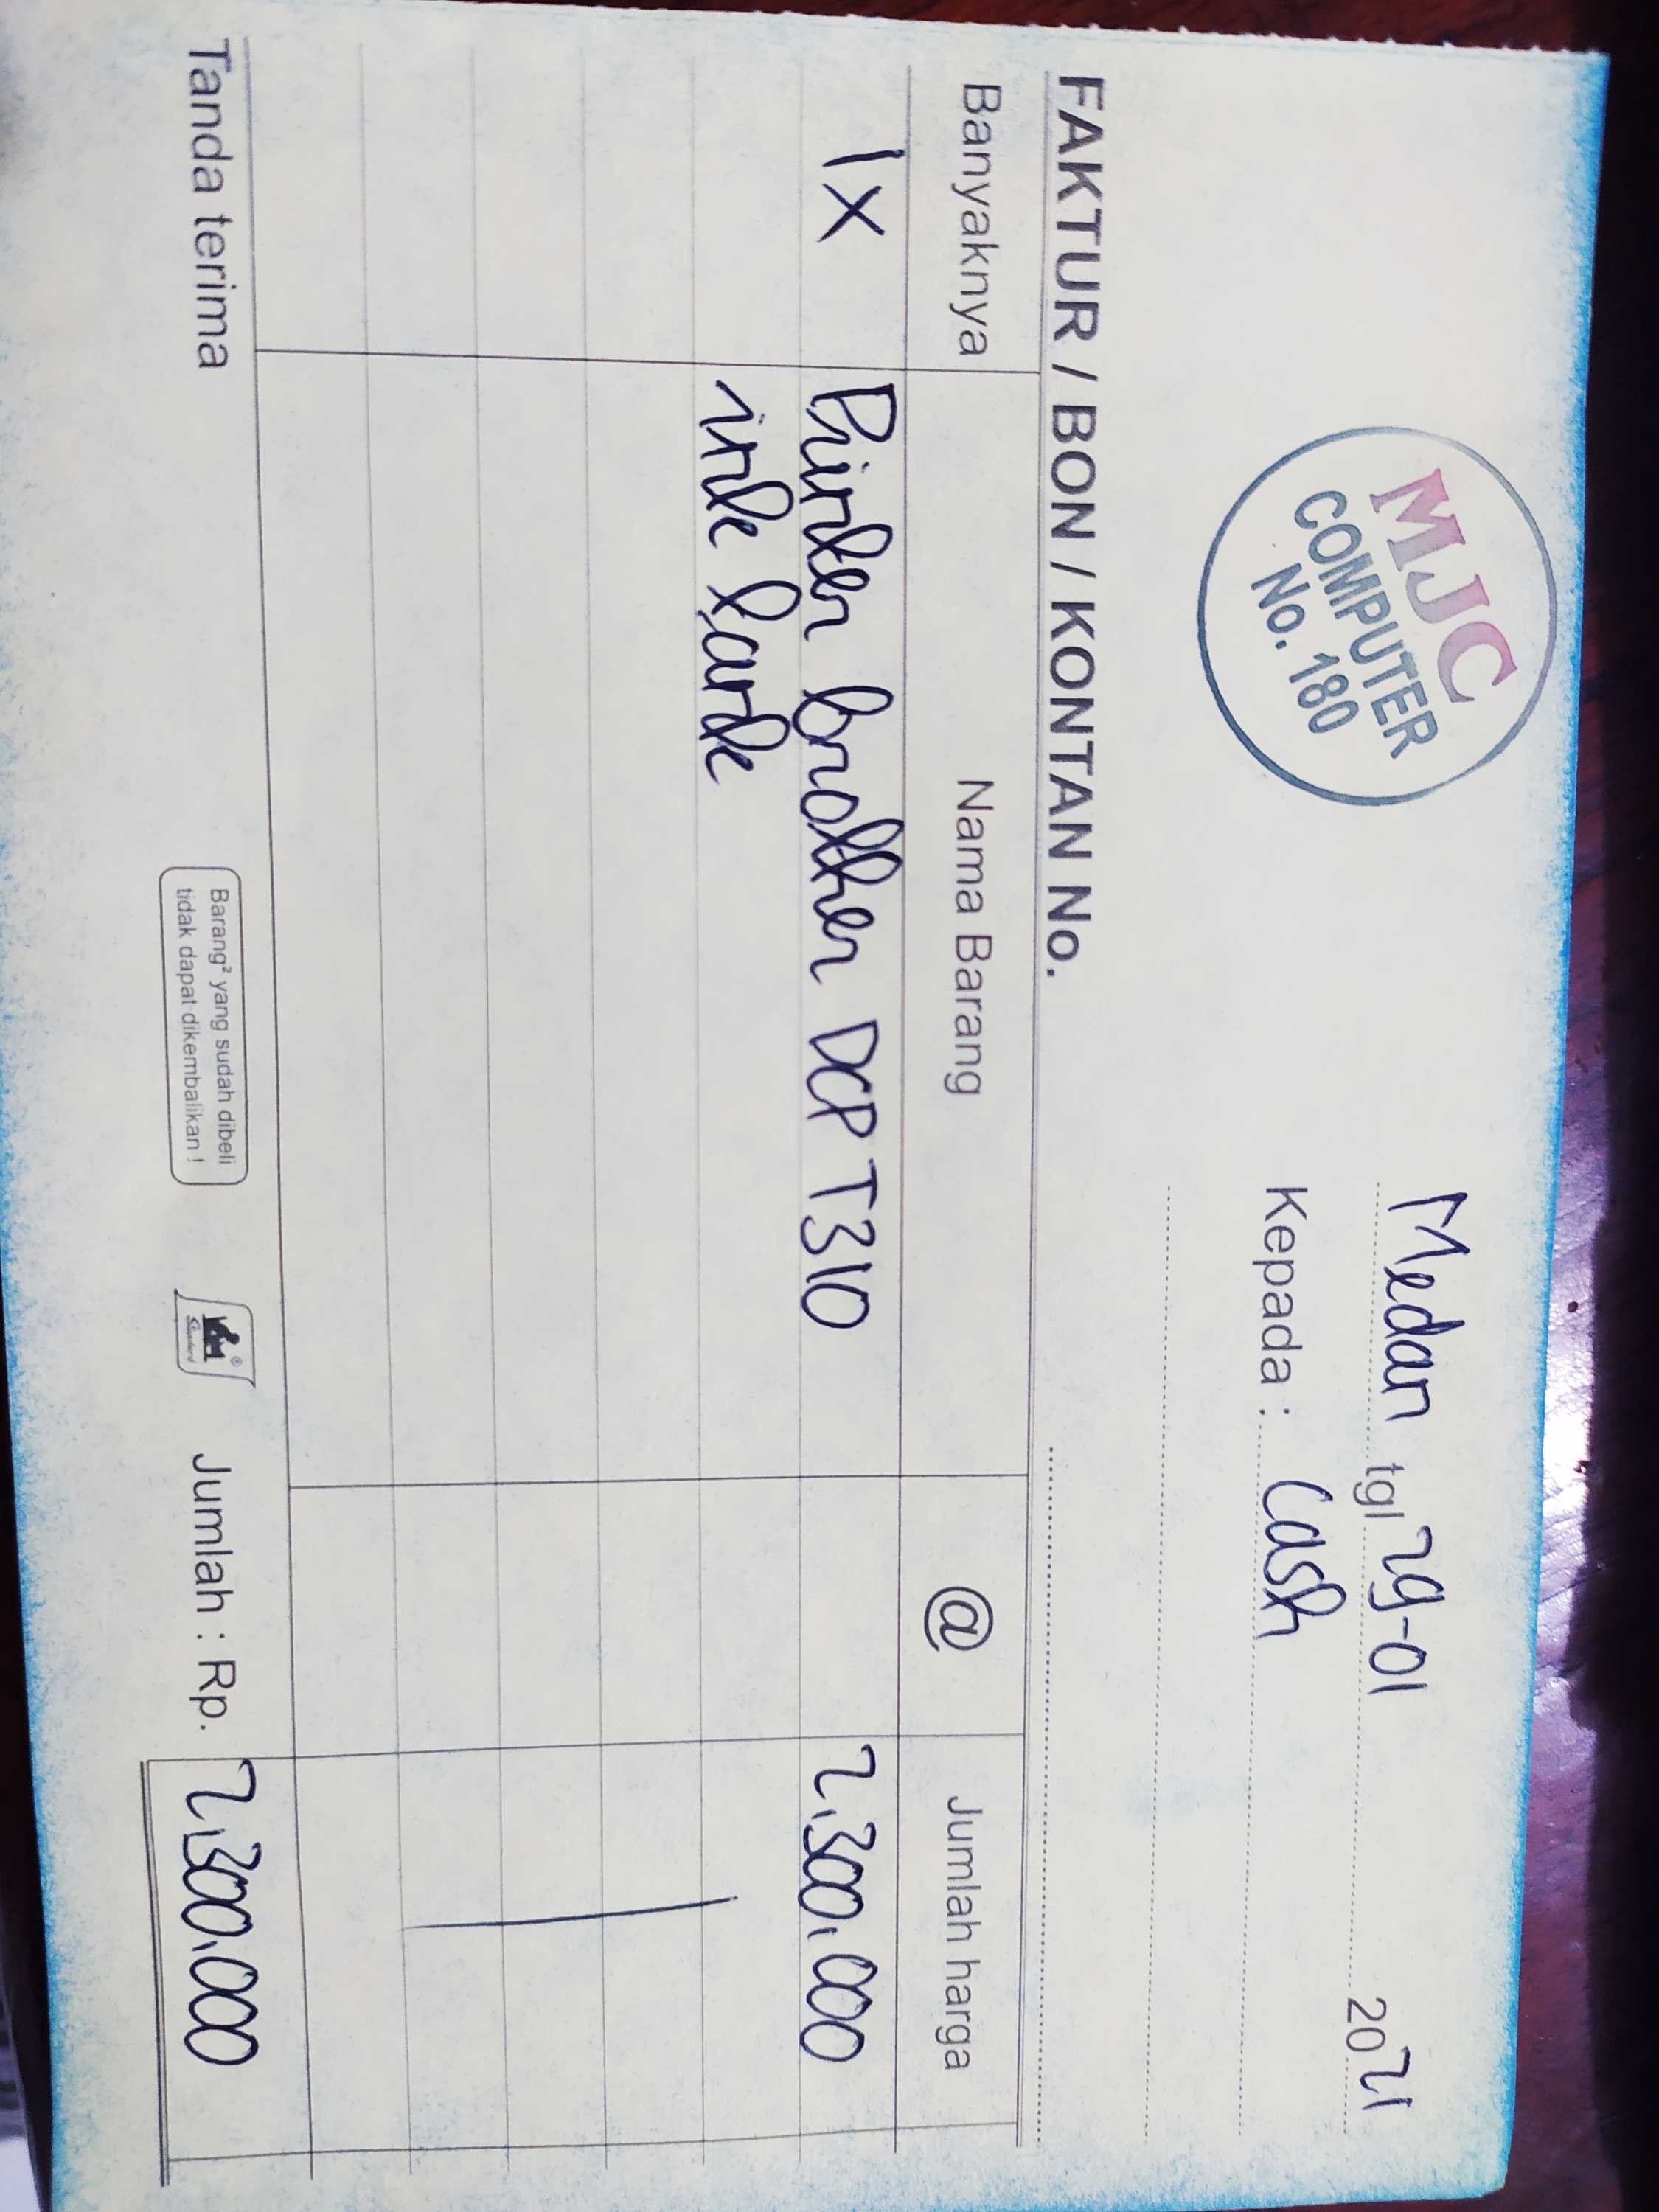 MJC
COMPUTER
No. 180
Medan tgl 29-01 2021
Kepada : Cash
FAKTUR / BON / KONTAN No.
Banyaknya Nama Barang @ Jumlah harga
1 x Printer brother DCP T310 2.300.000
ink tank
Tanda terima
Barang² yang sudah dibeli
tidak dapat dikembalikan !
Jumlah : Rp. 2.300.000